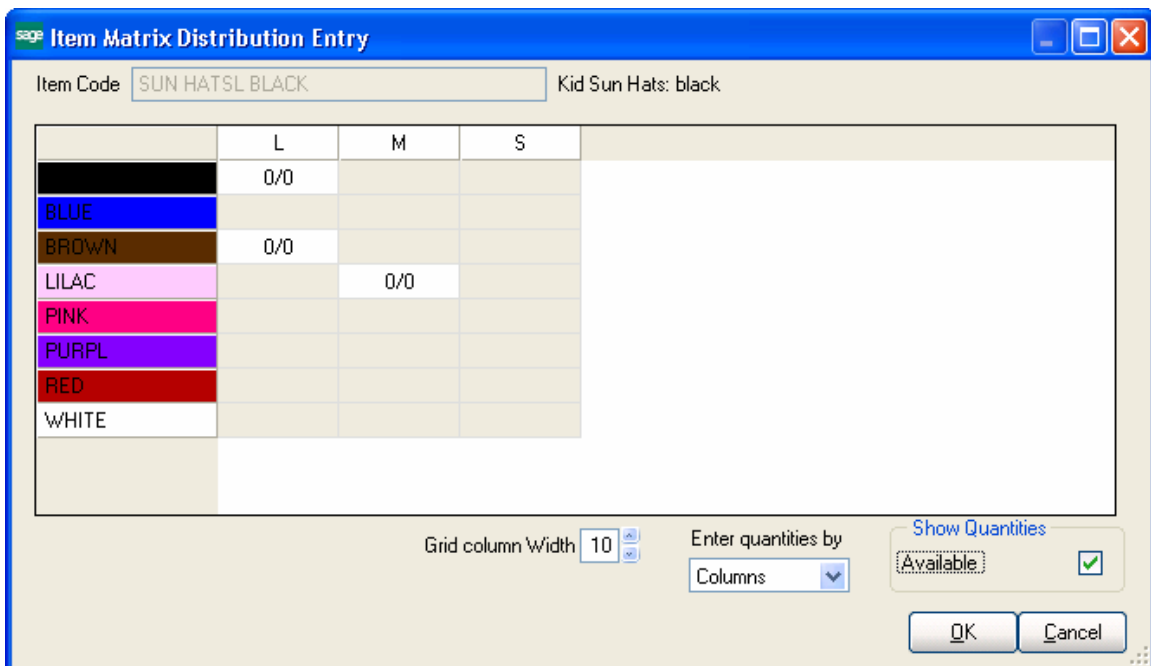 sage Item Matrix Distribution Entry
Item Code SUN HATSL BLACK Kid Sun Hats: black
L M S
0/0
BLUE
BROWN 0/0
LILAC 0/0
PINK
PURPL
RED
WHITE
Grid column Width 10 Enter quantities by Show Quantities
Columns Available
OK Cancel